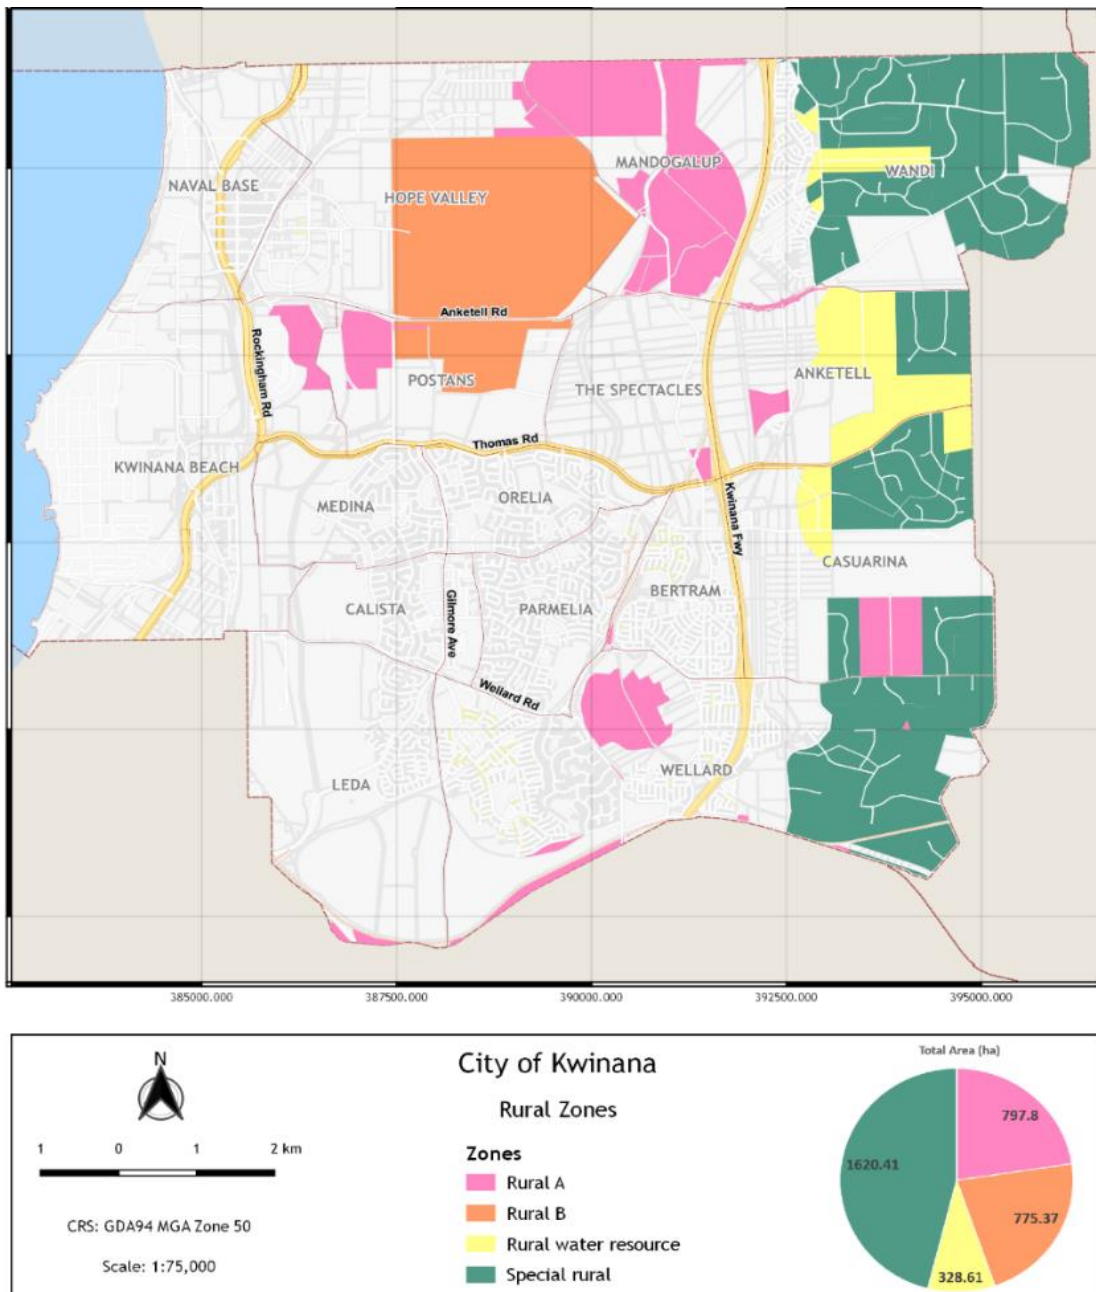 NAVAL BASE
HOPE VALLEY
MANDOGALUP
WANDI
Anketell Rd
Rockingham Rd
POSTANS
THE SPECTACLES
ANKETELL
Thomas Rd
KWINANA BEACH
MEDINA
ORELIA
Kwinana Fwy
CASUARINA
CALISTA
Gilmore Ave
PARMELIA
BERTRAM
Wellard Rd
LEDA
WELLARD
385000.000
387500.000
390000.000
392500.000
395000.000
N
1 0 1 2 km
CRS: GDA94 MGA Zone 50
Scale: 1:75,000
City of Kwinana
Rural Zones
Zones
Rural A
Rural B
Rural water resource
Special rural
Total Area (ha)
797.8
1620.41
775.37
328.61